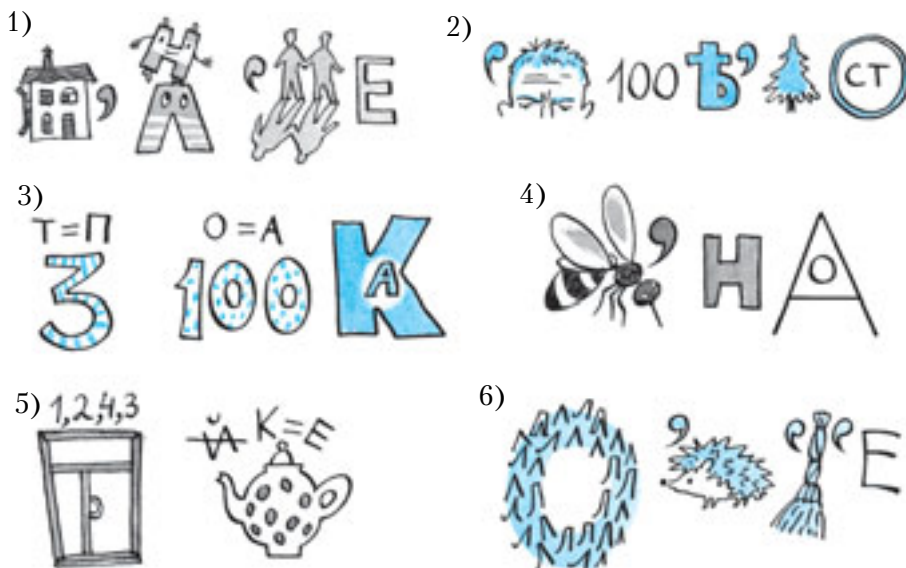 1) ’ Н Л ’ Е
2) ’ 100 Ѣ’ СТ
3) Т=П О=А
3 100 К А
4) ’ Н А О
5) 1,2,4,3 Й К=Е
6) О ’ ’ ’ Е